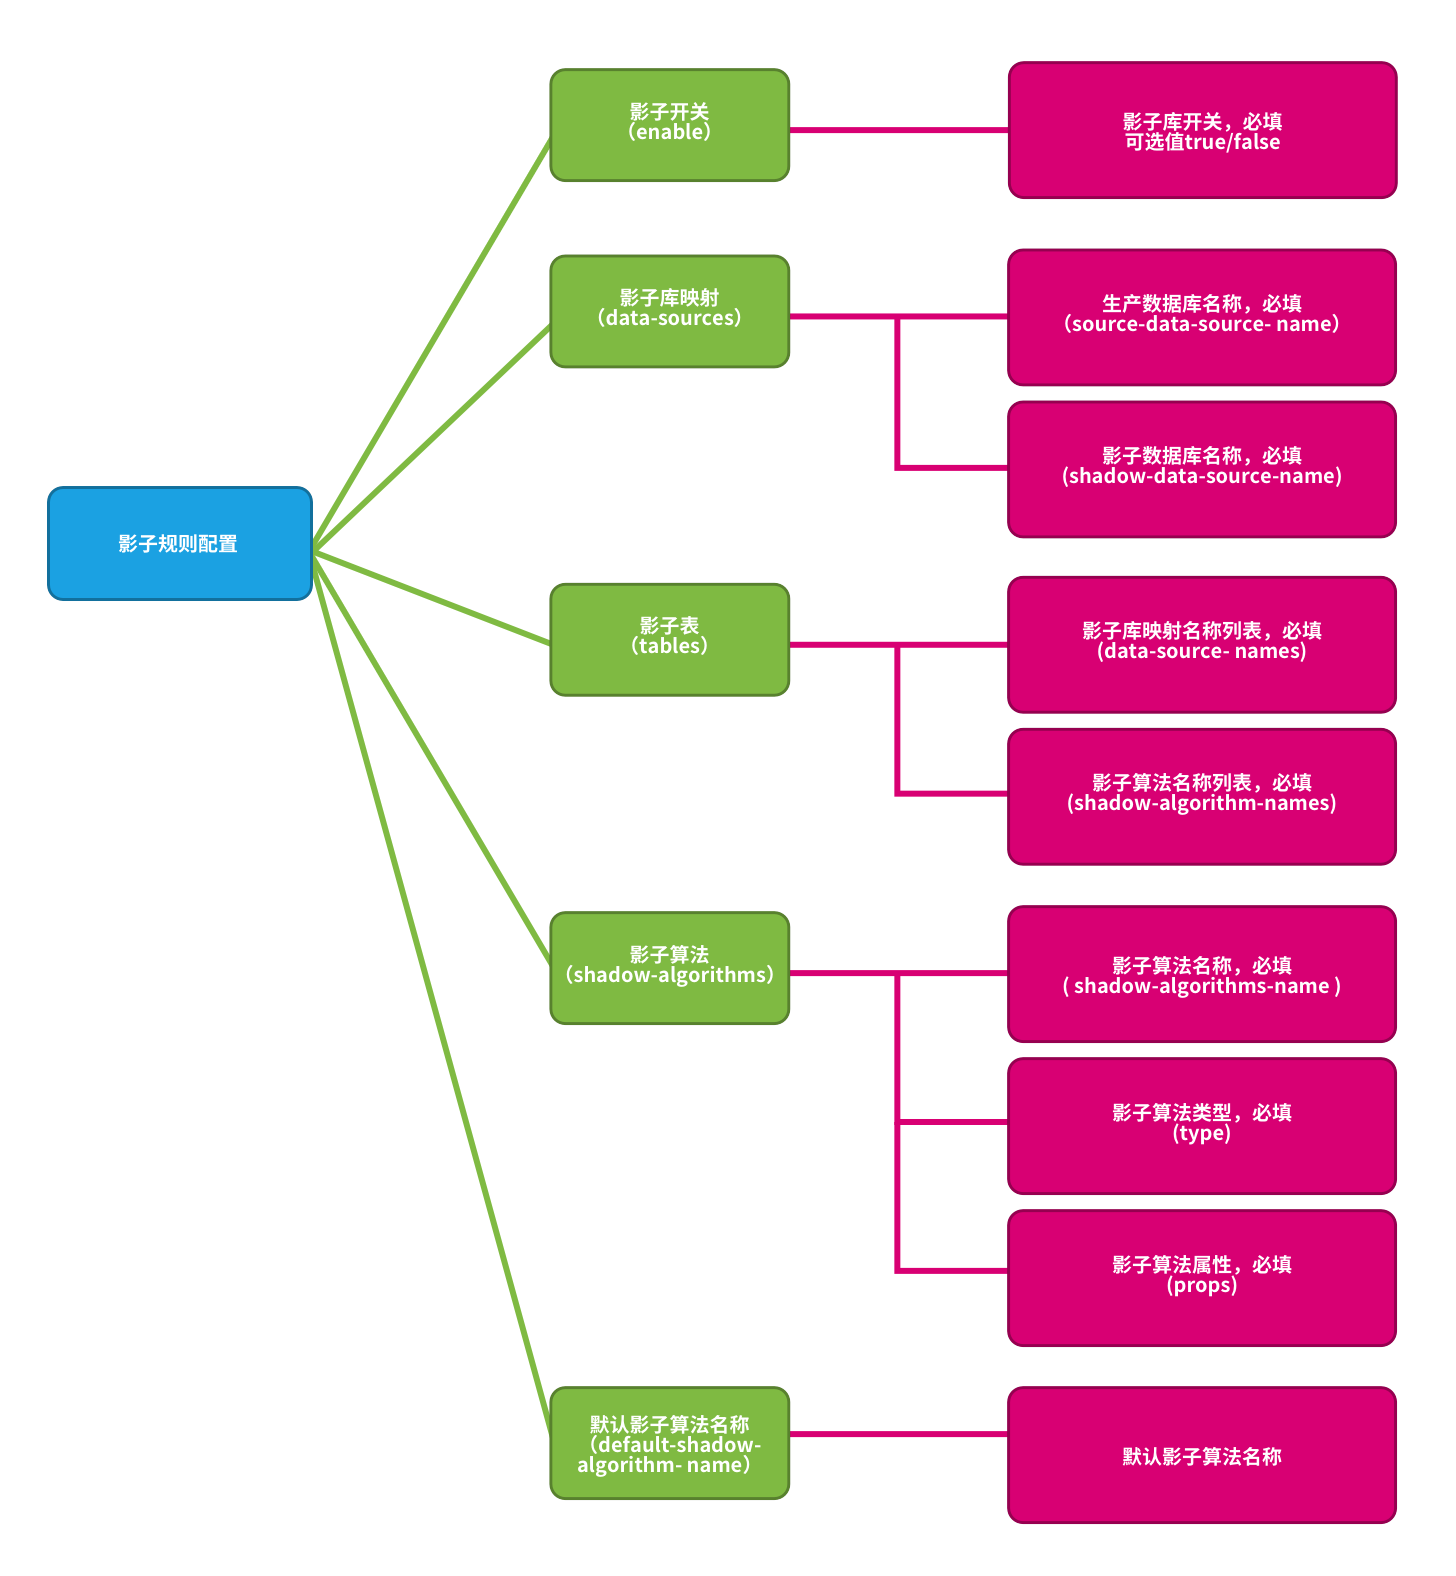 影子规则配置
影子开关
（enable）
影子库开关，必填
可选值true/false
影子库映射
（data-sources）
生产数据库名称，必填
（source-data-source- name）
影子数据库名称，必填
(shadow-data-source-name)
影子表
（tables）
影子库映射名称列表，必填
(data-source- names)
影子算法名称列表，必填
(shadow-algorithm-names)
影子算法
（shadow-algorithms）
影子算法名称，必填
( shadow-algorithms-name )
影子算法类型，必填
(type)
影子算法属性，必填
(props)
默认影子算法名称
（default-shadow-
algorithm- name）
默认影子算法名称